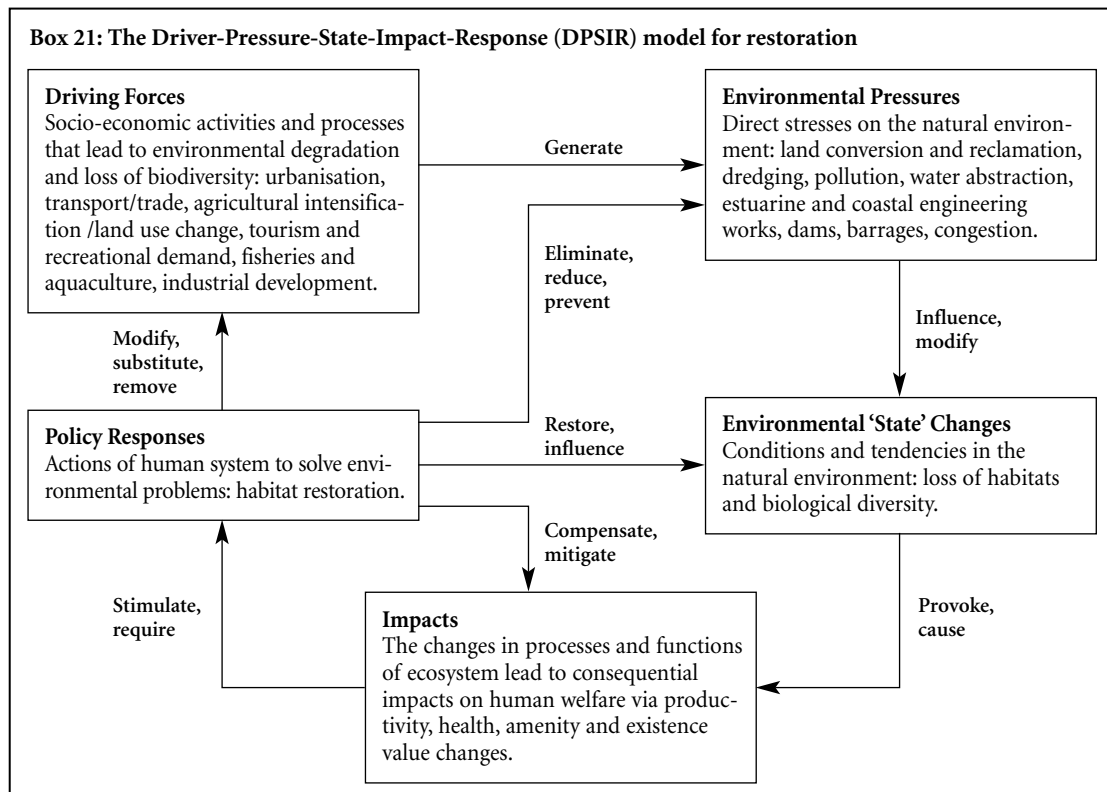 Box 21: The Driver-Pressure-State-Impact-Response (DPSIR) model for restoration
Driving Forces
Socio-economic activities and processes
that lead to environmental degradation
and loss of biodiversity: urbanisation,
transport/trade, agricultural intensifica-
tion /land use change, tourism and
recreational demand, fisheries and
aquaculture, industrial development.
Generate
Environmental Pressures
Direct stresses on the natural environ-
ment: land conversion and reclamation,
dredging, pollution, water abstraction,
estuarine and coastal engineering
works, dams, barrages, congestion.
Eliminate,
reduce,
prevent
Modify,
substitute,
remove
Influence,
modify
Policy Responses
Actions of human system to solve envi-
ronmental problems: habitat restoration.
Restore,
influence
Environmental ‘State’ Changes
Conditions and tendencies in the
natural environment: loss of habitats
and biological diversity.
Compensate,
mitigate
Stimulate,
require
Impacts
The changes in processes and functions
of ecosystem lead to consequential
impacts on human welfare via produc-
tivity, health, amenity and existence
value changes.
Provoke,
cause